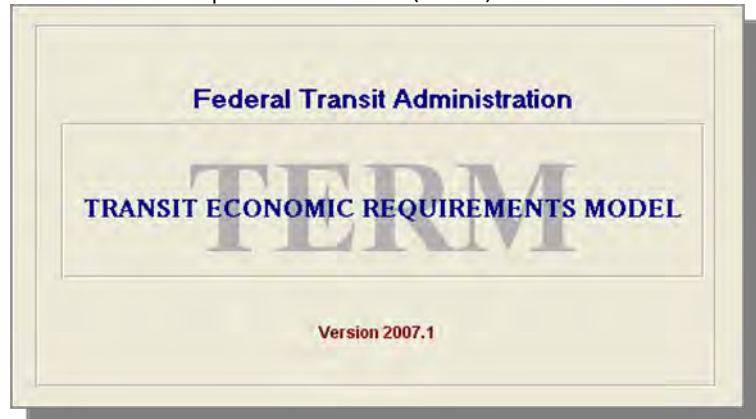 Federal Transit Administration
TERM
TRANSIT ECONOMIC REQUIREMENTS MODEL
Version 2007.1